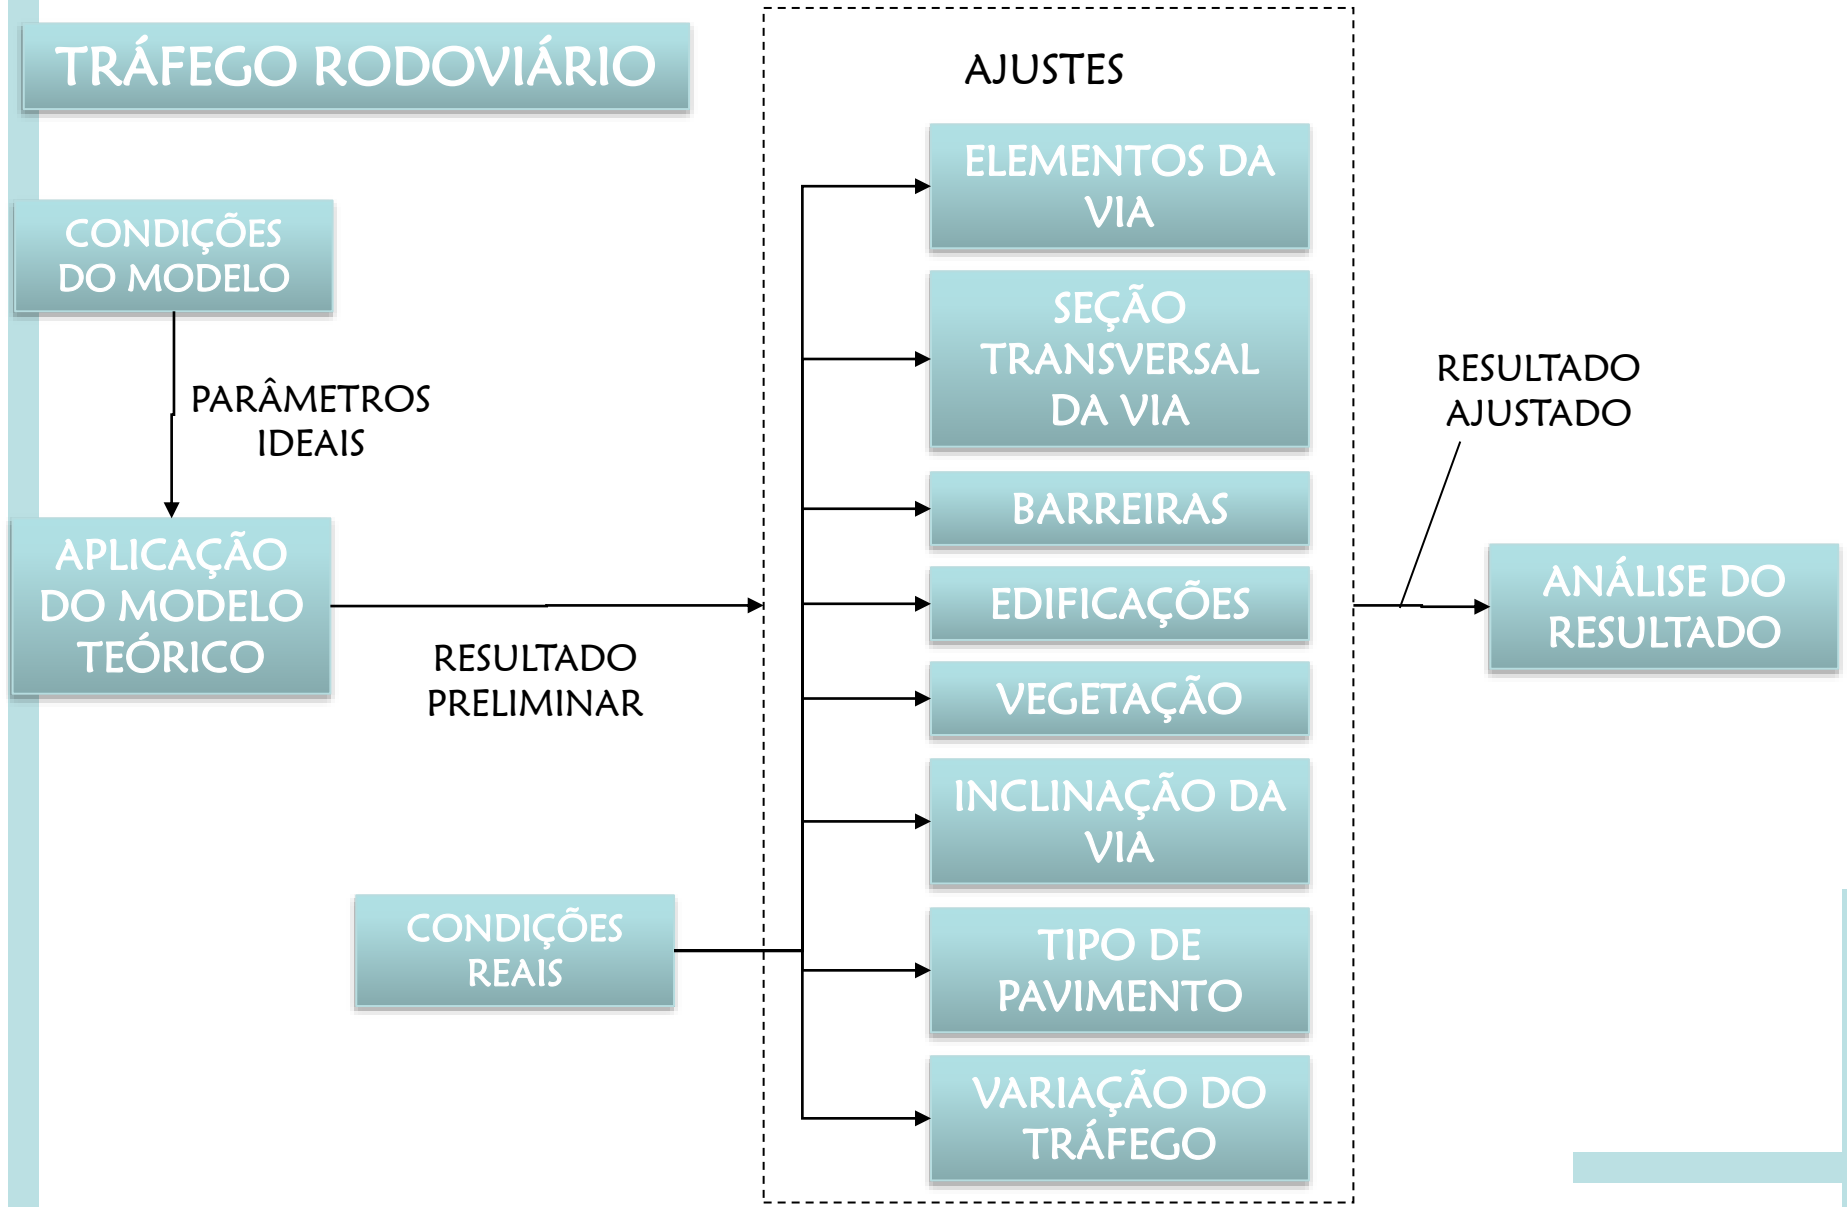 TRÁFEGO RODOVIÁRIO
CONDIÇÕES
DO MODELO
PARÂMETROS
IDEAIS
APLICAÇÃO
DO MODELO
TEÓRICO
RESULTADO
PRELIMINAR
CONDIÇÕES
REAIS
AJUSTES
ELEMENTOS DA
VIA
SEÇÃO
TRANSVERSAL
DA VIA
BARREIRAS
EDIFICAÇÕES
VEGETAÇÃO
INCLINAÇÃO DA
VIA
TIPO DE
PAVIMENTO
VARIAÇÃO DO
TRÁFEGO
RESULTADO
AJUSTADO
ANÁLISE DO
RESULTADO